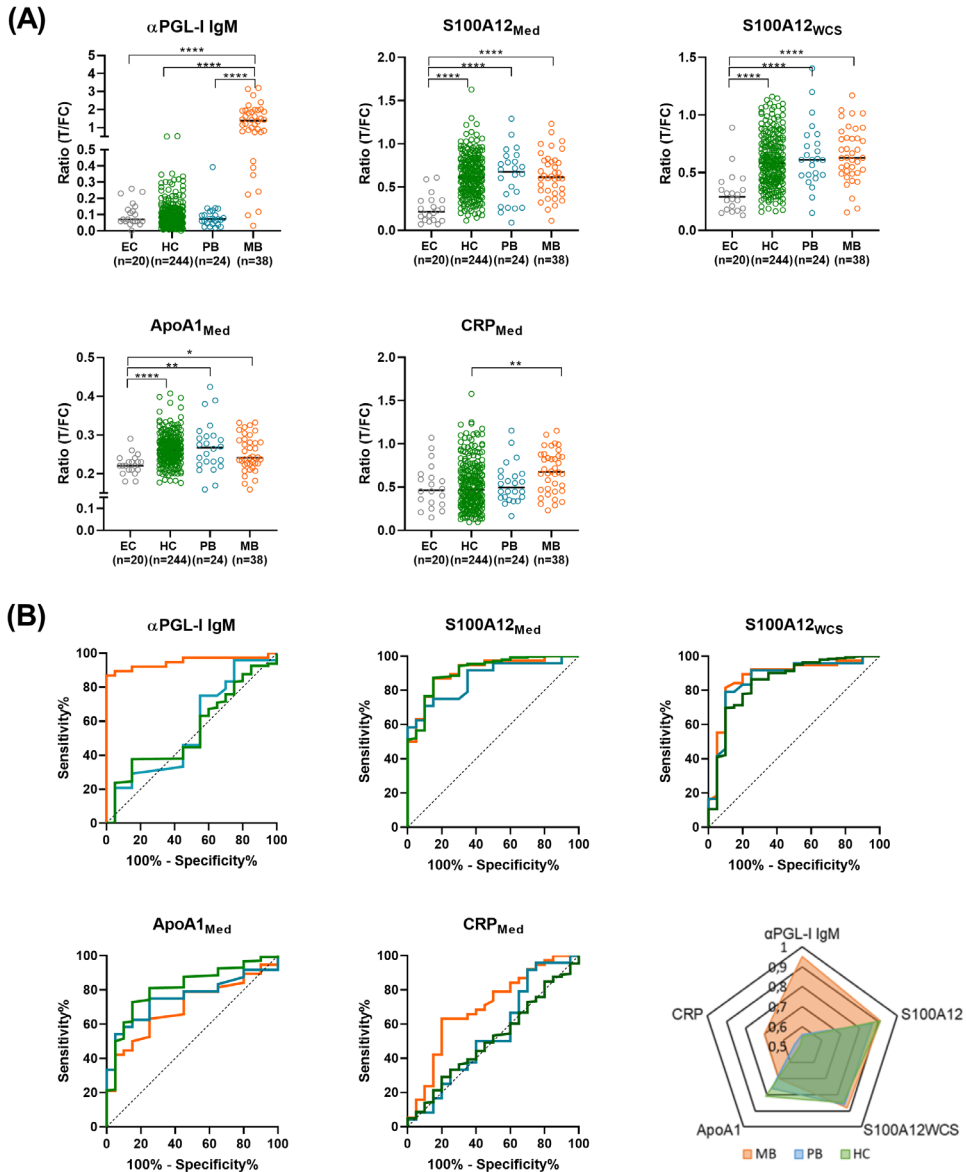 (A)
αPGL-I IgM
Ratio (T/FC)
5
4
3
2
1
0.5
0.4
0.3
0.2
0.1
0.0
****
****
****
EC HC PB MB
(n=20) (n=244) (n=24) (n=38)
S100A12Med
Ratio (T/FC)
2.0
1.5
1.0
0.5
0.0
****
****
****
EC HC PB MB
(n=20) (n=244) (n=24) (n=38)
S100A12WCS
Ratio (T/FC)
1.5
1.0
0.5
0.0
****
****
****
EC HC PB MB
(n=20) (n=244) (n=24) (n=38)
ApoA1Med
Ratio (T/FC)
0.5
0.4
0.3
0.2
0.0
*
**
****
EC HC PB MB
(n=20) (n=244) (n=24) (n=38)
CRPMed
Ratio (T/FC)
2.0
1.5
1.0
0.5
0.0
**
EC HC PB MB
(n=20) (n=244) (n=24) (n=38)
(B)
αPGL-I IgM
Sensitivity%
100
80
60
40
20
0
0 20 40 60 80 100
100% - Specificity%
S100A12Med
Sensitivity%
100
80
60
40
20
0
0 20 40 60 80 100
100% - Specificity%
S100A12WCS
Sensitivity%
100
80
60
40
20
0
0 20 40 60 80 100
100% - Specificity%
ApoA1Med
Sensitivity%
100
80
60
40
20
0
0 20 40 60 80 100
100% - Specificity%
CRPMed
Sensitivity%
100
80
60
40
20
0
0 20 40 60 80 100
100% - Specificity%
αPGL-I IgM
1
0,9
0,8
0,7
0,6
0,5
CRP
S100A12
ApoA1
S100A12WCS
MB PB HC